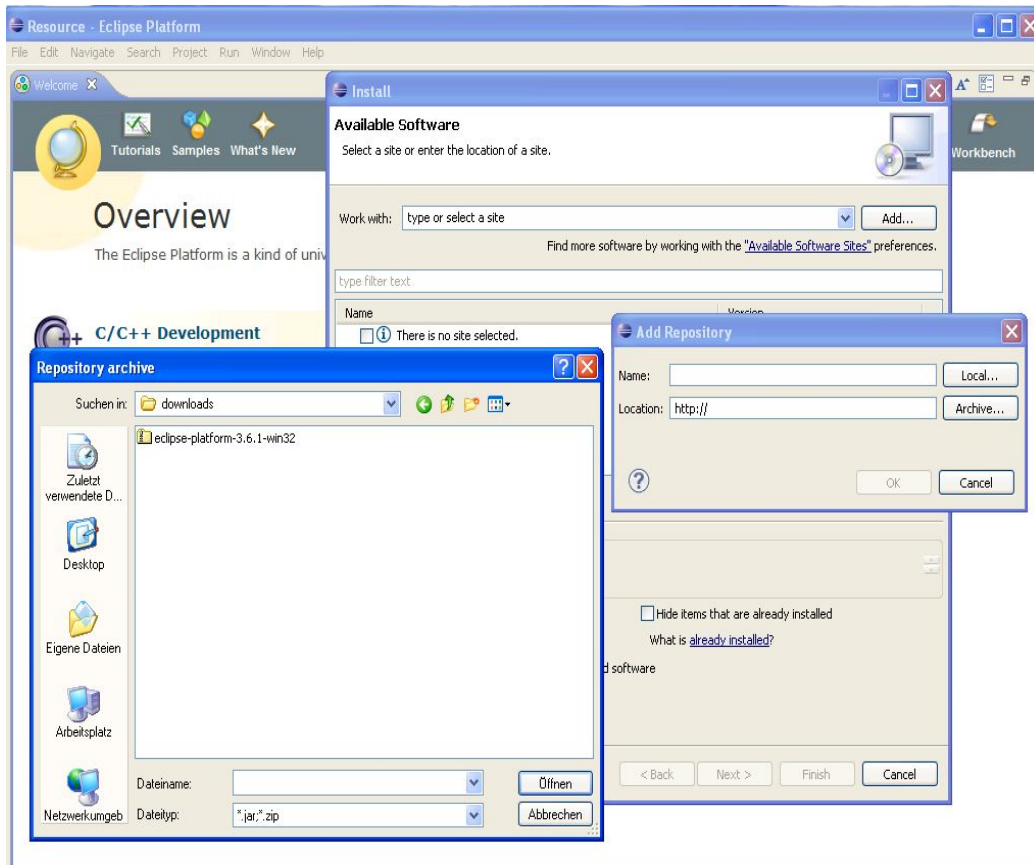 Resource - Eclipse Platform
File Edit Navigate Search Project Run Window Help
Welcome
Tutorials Samples What's New
Workbench
Overview
The Eclipse Platform is a kind of
C/C++ Development
Install
Available Software
Select a site or enter the location of a site.
Work with: type or select a site Add...
Find more software by working with the "Available Software Sites" preferences.
type filter text
Name Version
There is no site selected.
Add Repository
Name: Local...
Location: http:// Archive...
OK Cancel
Hide items that are already installed
What is already installed?
software
< Back Next > Finish Cancel
Repository archive
Suchen in: downloads
eclipse-platform-3.6.1-win32
Zuletzt
verwendete D...
Desktop
Eigene Dateien
Arbeitsplatz
Netzwerkumgeb
Dateiname: Öffnen
Dateityp: *.jar;*.zip Abbrechen